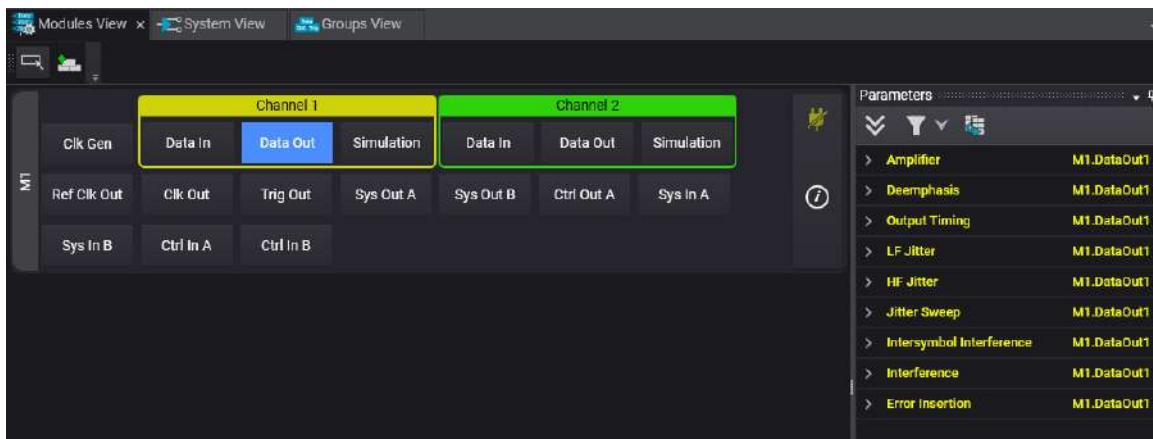 Modules View × System View Groups View
Channel 1 Channel 2
Clk Gen Data In Data Out Simulation Data In Data Out Simulation
M1
Ref Clk Out Clk Out Trig Out Sys Out A Sys Out B Ctrl Out A Sys In A
Sys In B Ctrl In A Ctrl In B
Parameters
Amplifier M1.DataOut1
Deemphasis M1.DataOut1
Output Timing M1.DataOut1
LF Jitter M1.DataOut1
HF Jitter M1.DataOut1
Jitter Sweep M1.DataOut1
Intersymbol Interference M1.DataOut1
Interference M1.DataOut1
Error Insertion M1.DataOut1